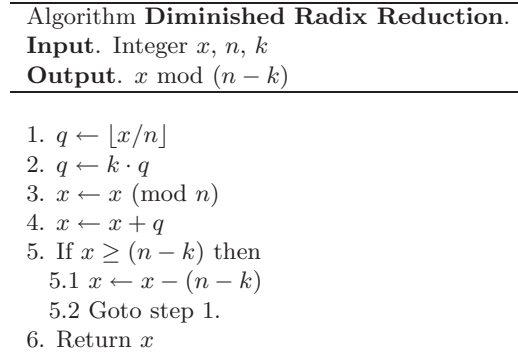 Algorithm Diminished Radix Reduction.
Input. Integer x, n, k
Output. x mod (n − k)
1. q ← ⌊x/n⌋
2. q ← k · q
3. x ← x (mod n)
4. x ← x + q
5. If x ≥ (n − k) then
5.1 x ← x − (n − k)
5.2 Goto step 1.
6. Return x